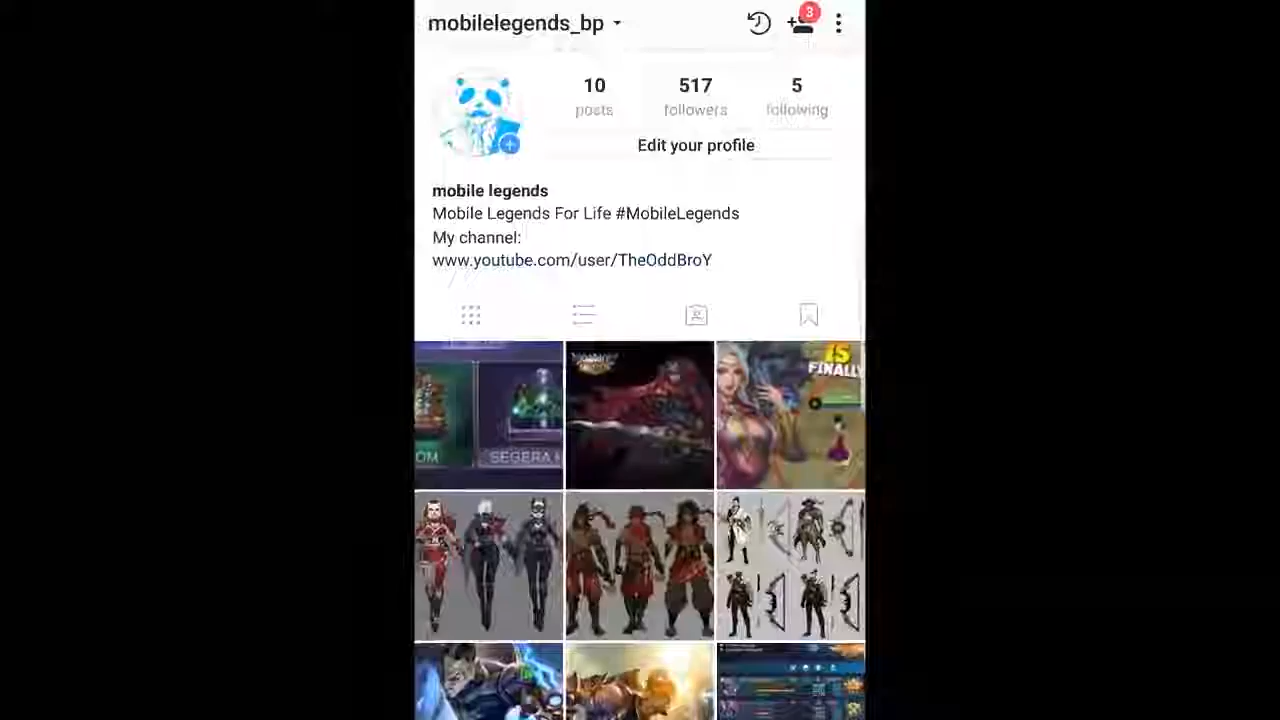 mobilelegends_bp
3
10
517
5
posts
followers
following
Edit your profile
mobile legends
Mobile Legends For Life #MobileLegends
My channel:
www.youtube.com/user/TheOddBroY
IS
FINALLY
OM
SEGERA